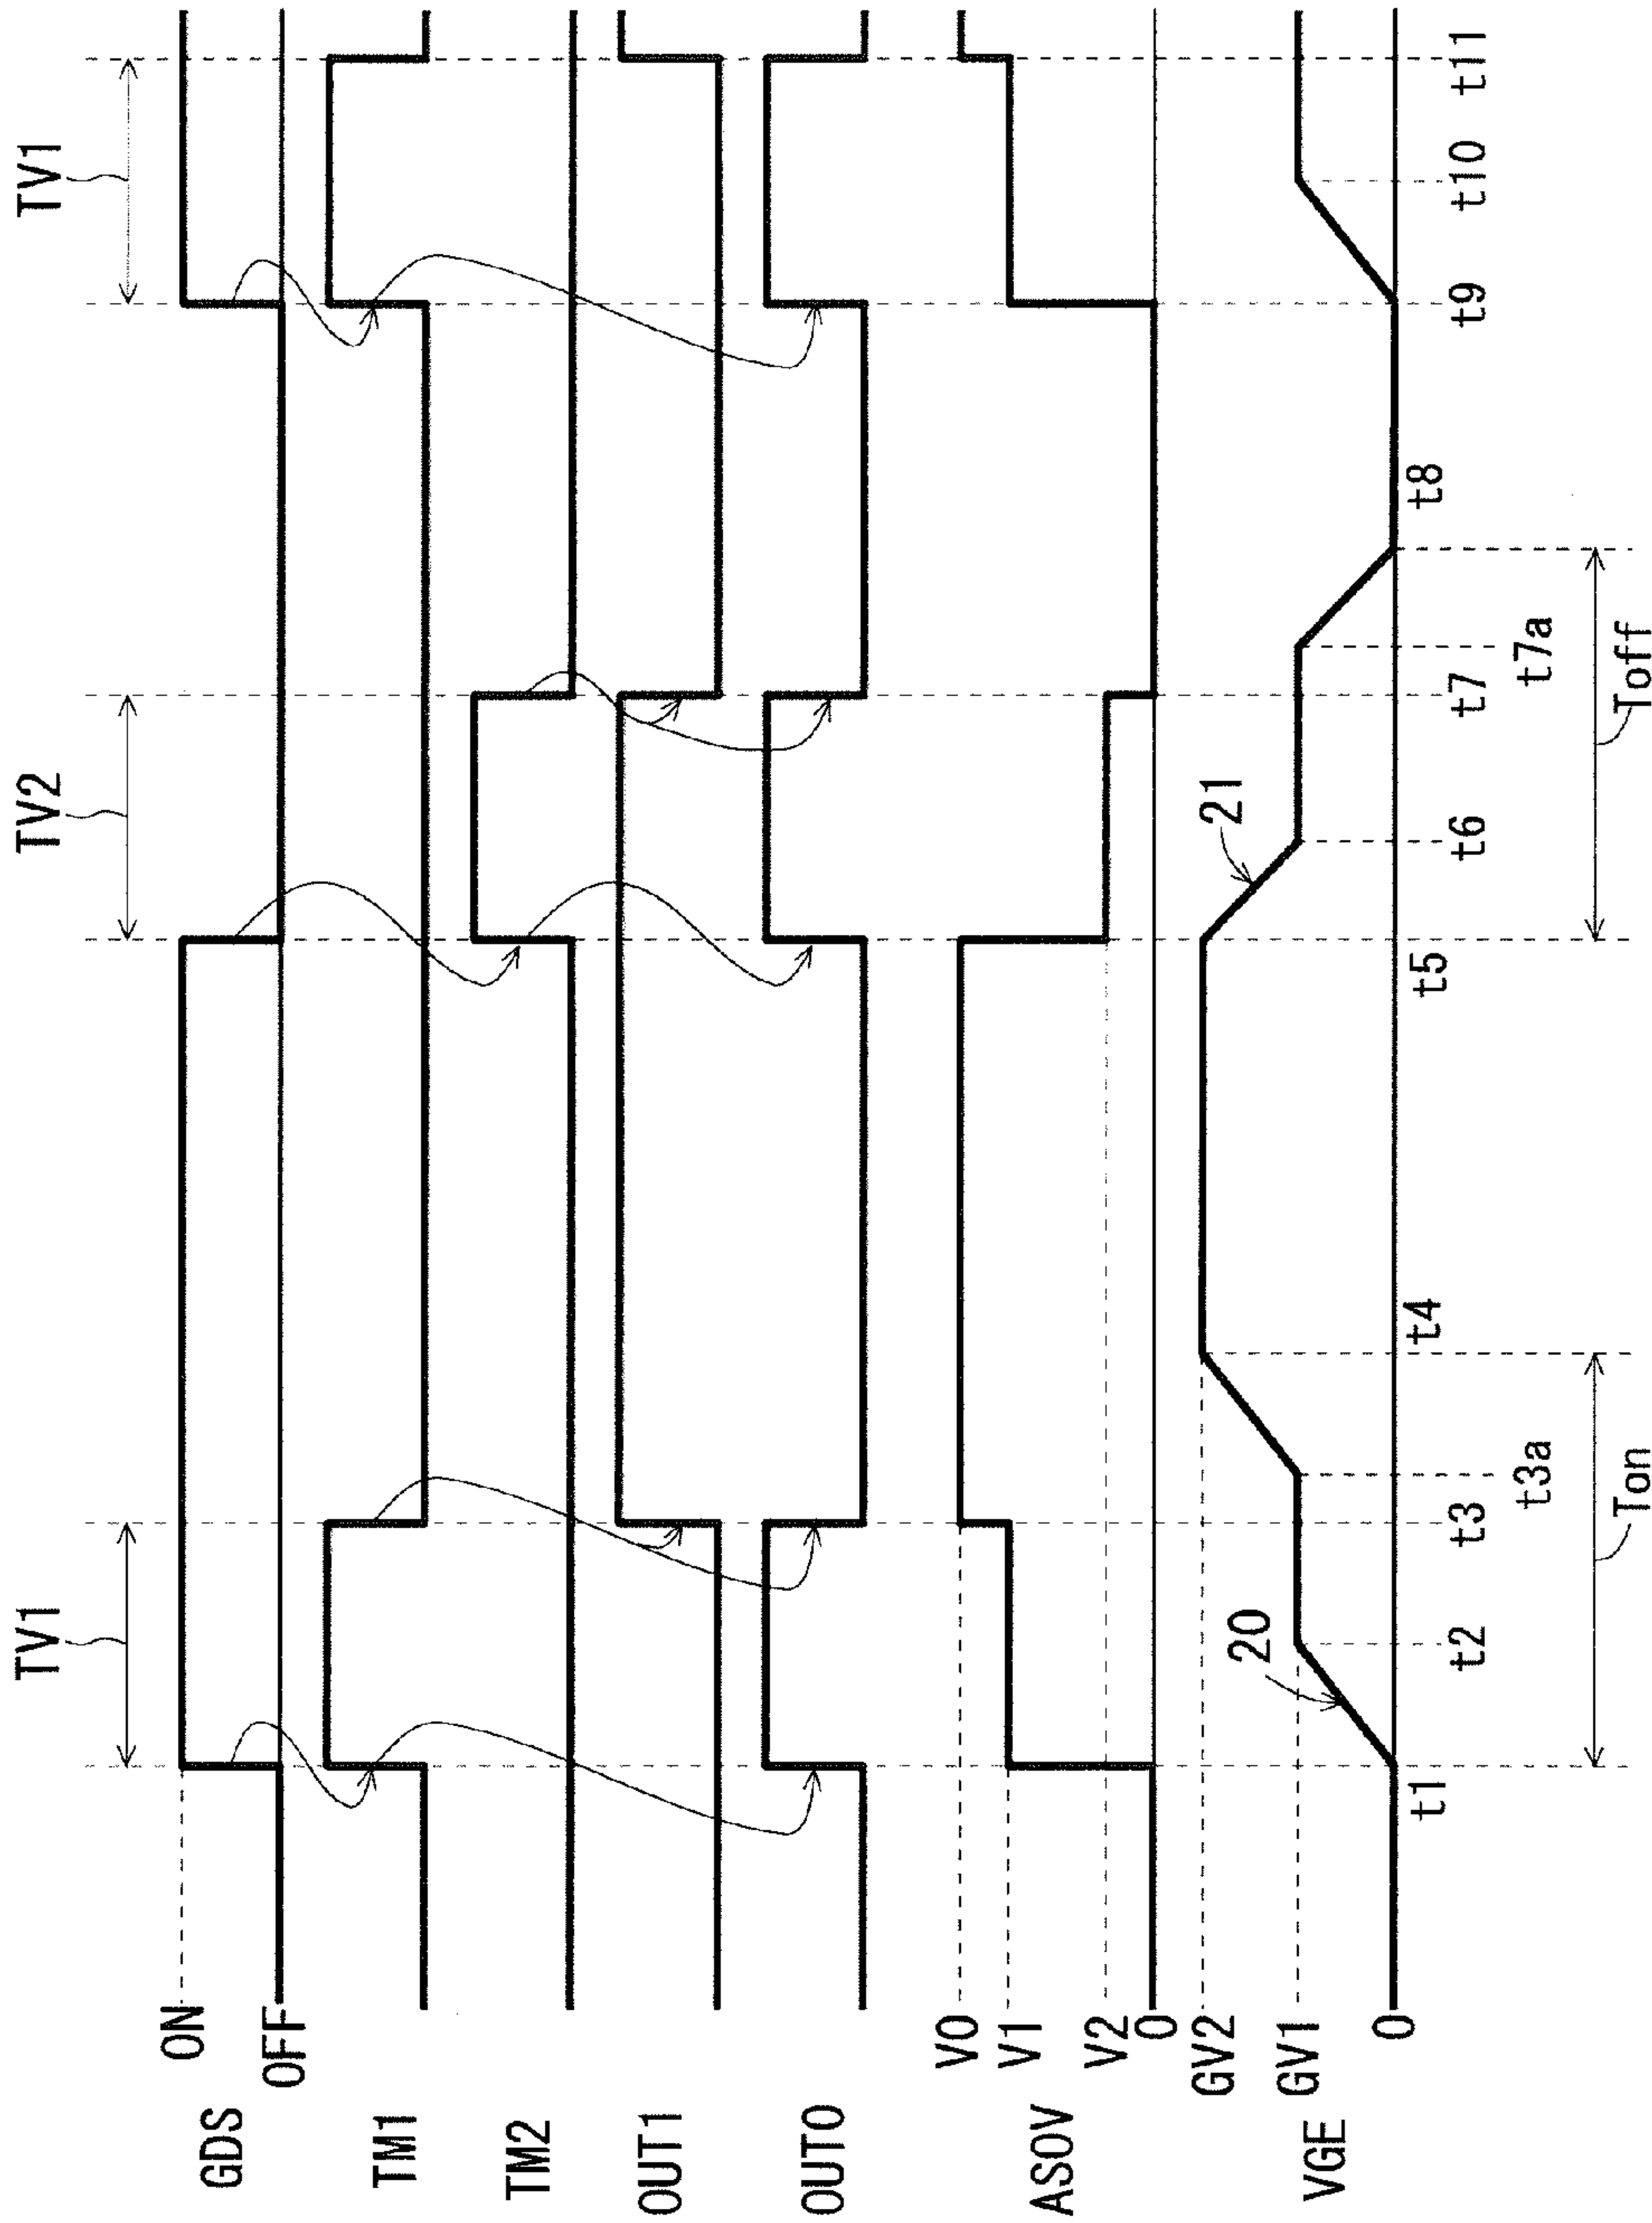 TV1
TV2
TV1
GDS
ON
OFF
TM1
TM2
OUT1
OUT0
ASOV
V0
V1
V2
0
VGE
GV2
GV1
0
20
21
t1
t2
t3
t3a
t4
t5
t6
t7
t7a
t8
t9
t10
t11
Ton
Toff